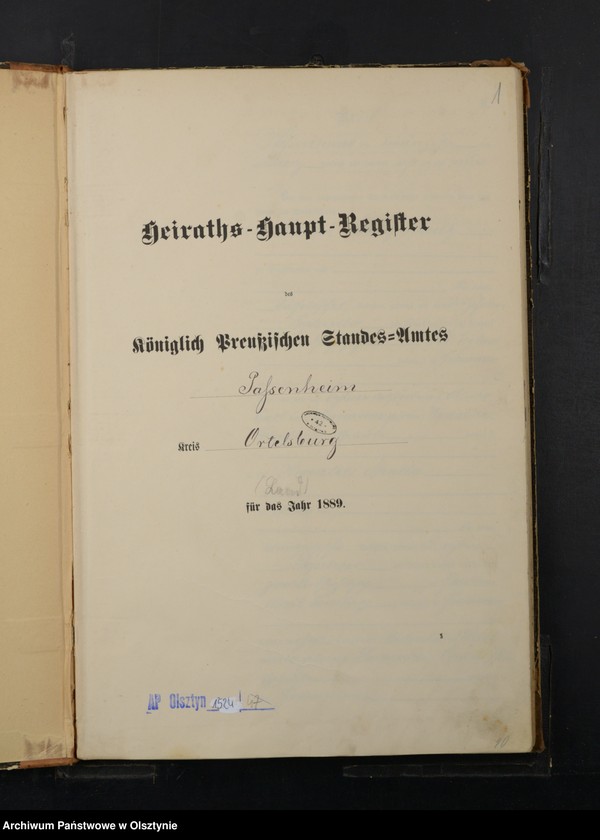 1
Heiraths-Haupt-Register
des
Königlich Preußischen Standes-Amtes
Passenheim
Kreis Ortelsburg
(Land)
für das Jahr 1889.
AP Olsztyn 1524
Archiwum Państwowe w Olsztynie